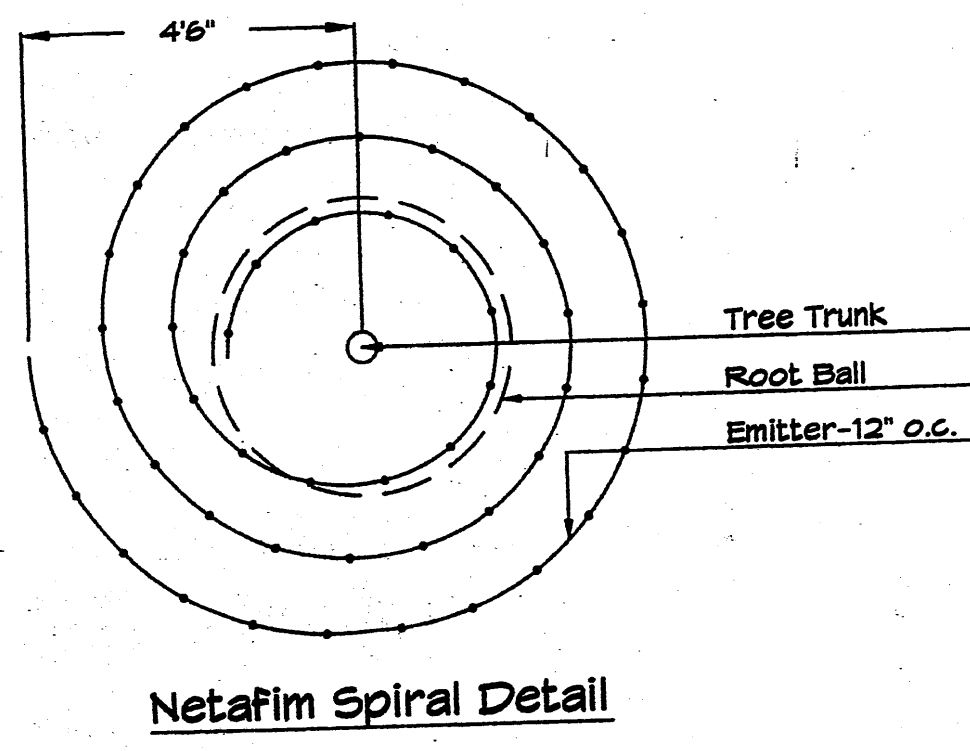 4'6"
Tree Trunk
Root Ball
Emitter-12" o.c.
Netafim Spiral Detail